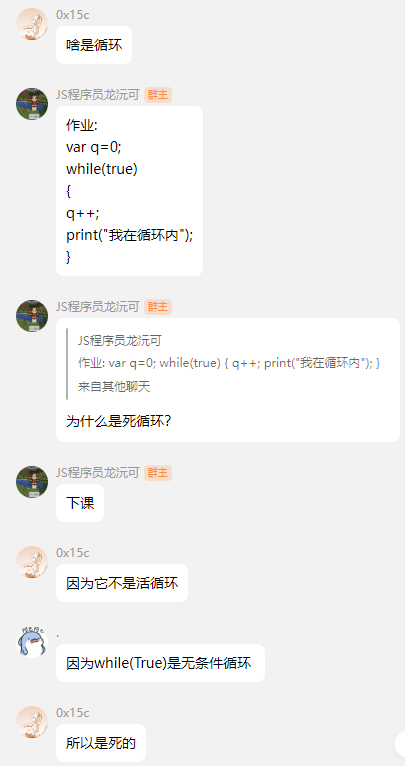 0x15c
啥是循环
JS程序员龙沅可 群主
作业:
var q=0;
while(true)
{
q++;
print("我在循环内");
}
JS程序员龙沅可 群主
JS程序员龙沅可
作业: var q=0; while(true) { q++; print("我在循环内"); }
来自其他聊天
为什么是死循环?
JS程序员龙沅可 群主
下课
0x15c
因为它不是活循环
.
因为while(True)是无条件循环
0x15c
所以是死的